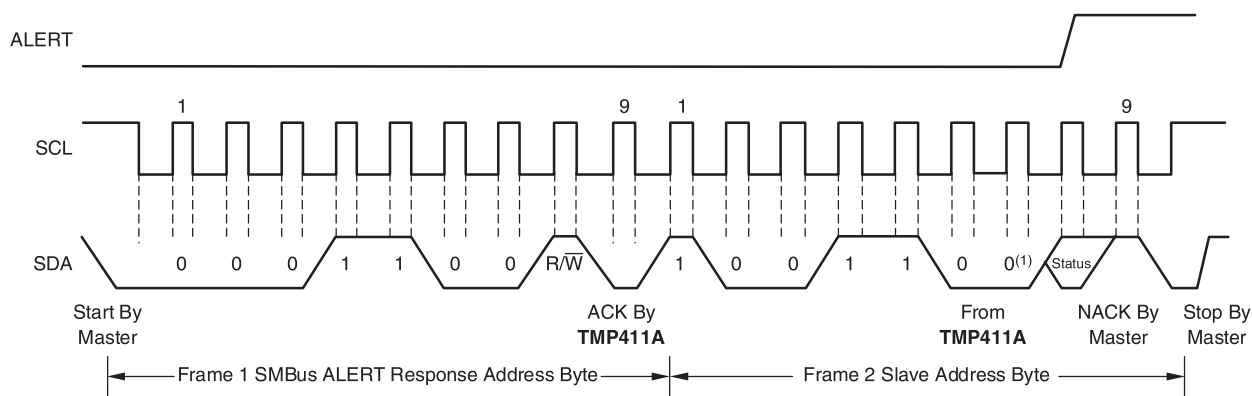 ALERT
1 9 1 9
SCL
SDA 0 0 0 1 1 0 0 R/W̅ 1 0 0 1 1 0 0(1) Status
Start By Master
ACK By TMP411A
From TMP411A
NACK By Master
Stop By Master
Frame 1 SMBus ALERT Response Address Byte
Frame 2 Slave Address Byte